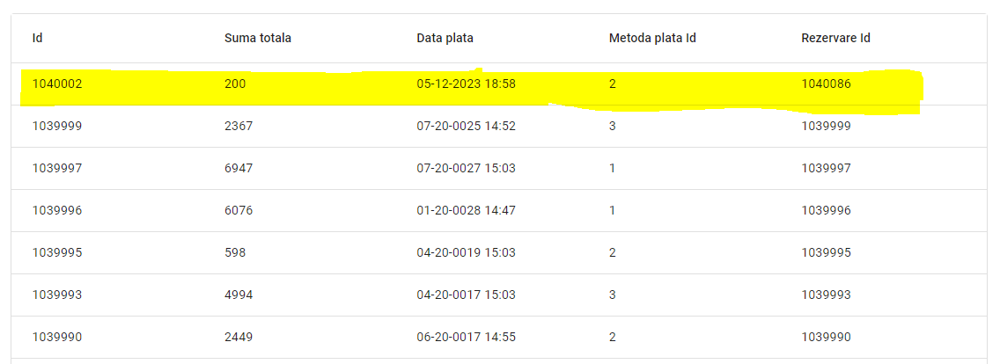 Id Suma totala Data plata Metoda plata Id Rezervare Id
1040002 200 05-12-2023 18:58 2 1040086
1039999 2367 07-20-0025 14:52 3 1039999
1039997 6947 07-20-0027 15:03 1 1039997
1039996 6076 01-20-0028 14:47 1 1039996
1039995 598 04-20-0019 15:03 2 1039995
1039993 4994 04-20-0017 15:03 3 1039993
1039990 2449 06-20-0017 14:55 2 1039990